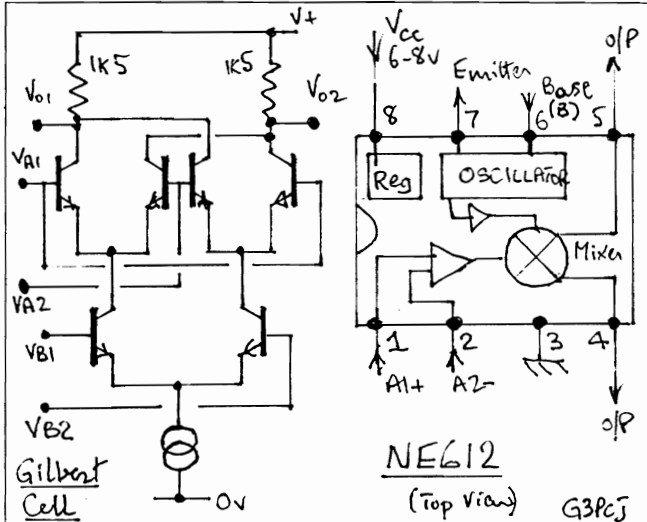 V+
1K5
1K5
Vo1
Vo2
VA1
VA2
VB1
VB2
Gilbert
Cell
0v
Vcc
6-8v
Emitter
Base
(B)
O/P
8
7
6
5
Reg
OSCILLATOR
Mixer
1
2
3
4
A1+
A2-
O/P
NE612
(Top View)
G3PCJ